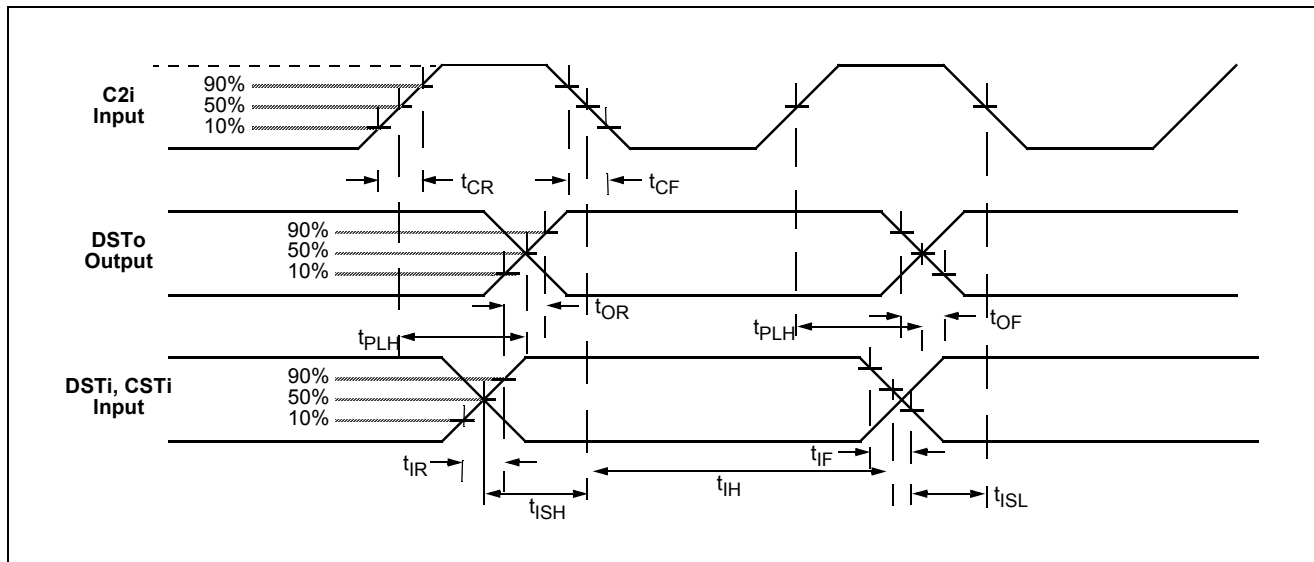 C2i
Input
90%
50%
10%
tCR
tCF
DSTo
Output
90%
50%
10%
tOR
tOF
tPLH
tPLH
DSTi, CSTi
Input
90%
50%
10%
tIR
tIF
tISH
tIH
tISL